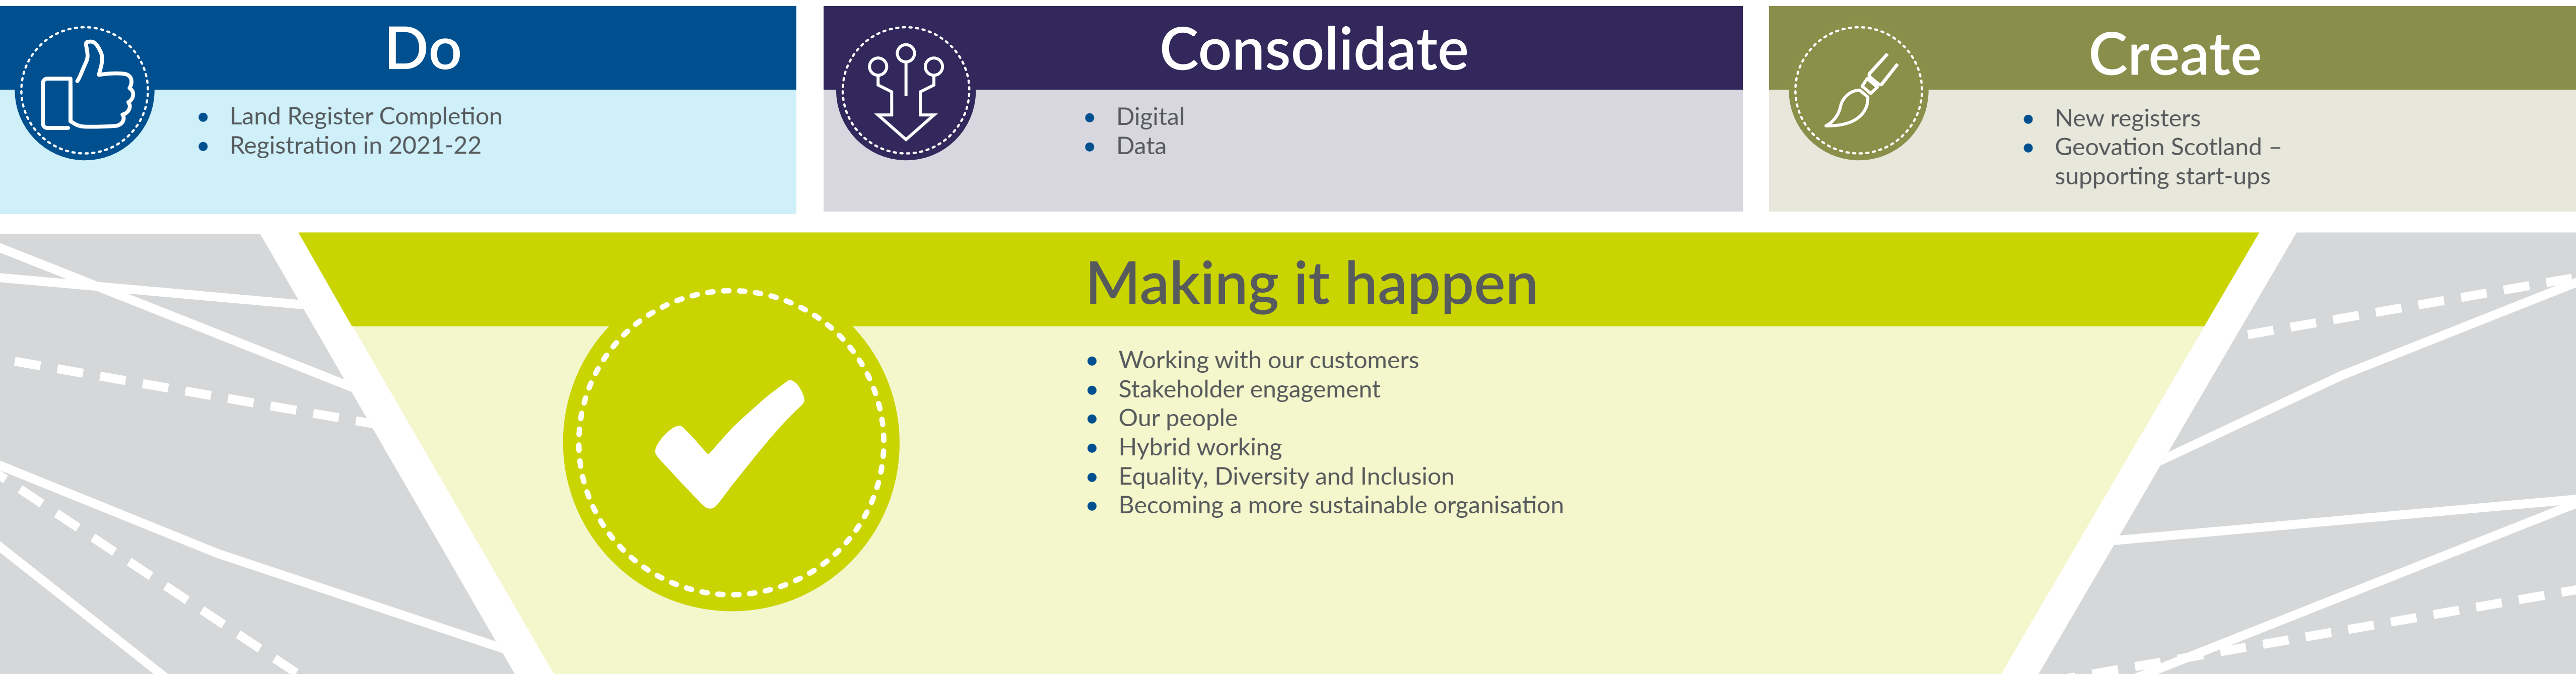 Do
• Land Register Completion
• Registration in 2021-22
Consolidate
• Digital
• Data
Create
• New registers
• Geovation Scotland –
supporting start-ups
Making it happen
• Working with our customers
• Stakeholder engagement
• Our people
• Hybrid working
• Equality, Diversity and Inclusion
• Becoming a more sustainable organisation